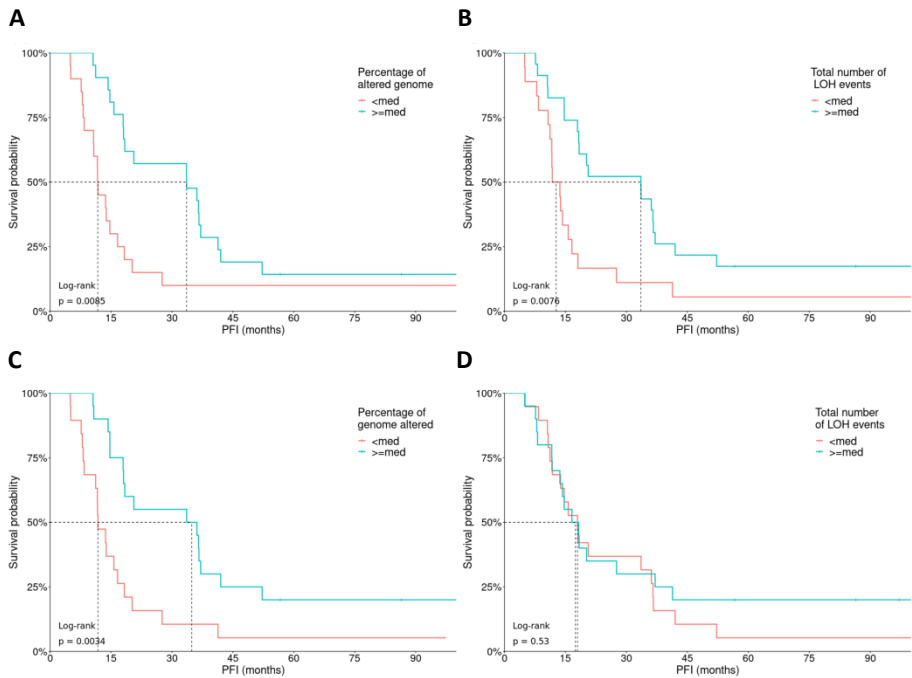 A
100%
75%
50%
25%
0%
Survival probability
Percentage of
altered genome
<med
>=med
Log-rank
p = 0.0085
0 15 30 45 60 75 90
PFI (months)
B
100%
75%
50%
25%
0%
Survival probability
Total number of
LOH events
<med
>=med
Log-rank
p = 0.0076
0 15 30 45 60 75 90
PFI (months)
C
100%
75%
50%
25%
0%
Survival probability
Percentage of
genome altered
<med
>=med
Log-rank
p = 0.0034
0 15 30 45 60 75 90
PFI (months)
D
100%
75%
50%
25%
0%
Survival probability
Total number
of LOH events
<med
>=med
Log-rank
p = 0.53
0 15 30 45 60 75 90
PFI (months)